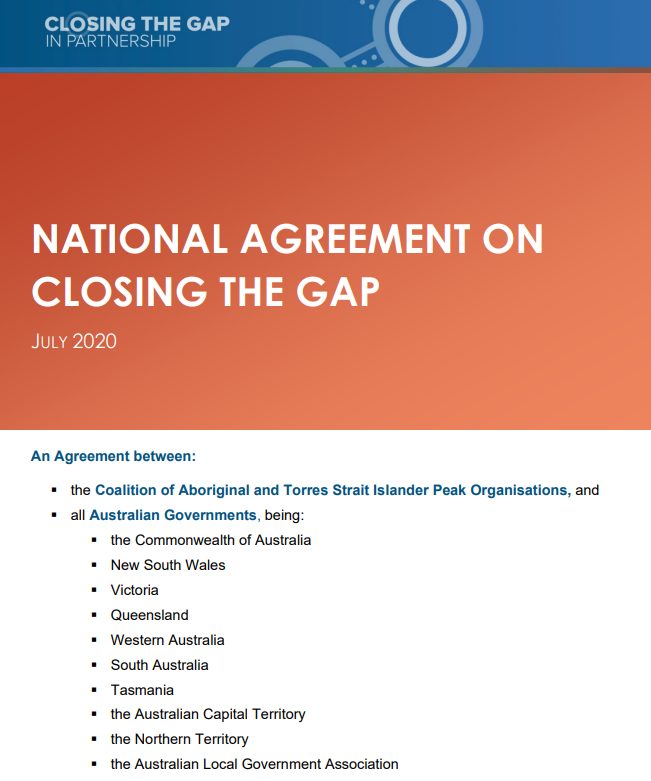 CLOSING THE GAP
IN PARTNERSHIP
NATIONAL AGREEMENT ON
CLOSING THE GAP
JULY 2020
An Agreement between:
▪ the Coalition of Aboriginal and Torres Strait Islander Peak Organisations, and
▪ all Australian Governments, being:
▪ the Commonwealth of Australia
▪ New South Wales
▪ Victoria
▪ Queensland
▪ Western Australia
▪ South Australia
▪ Tasmania
▪ the Australian Capital Territory
▪ the Northern Territory
▪ the Australian Local Government Association